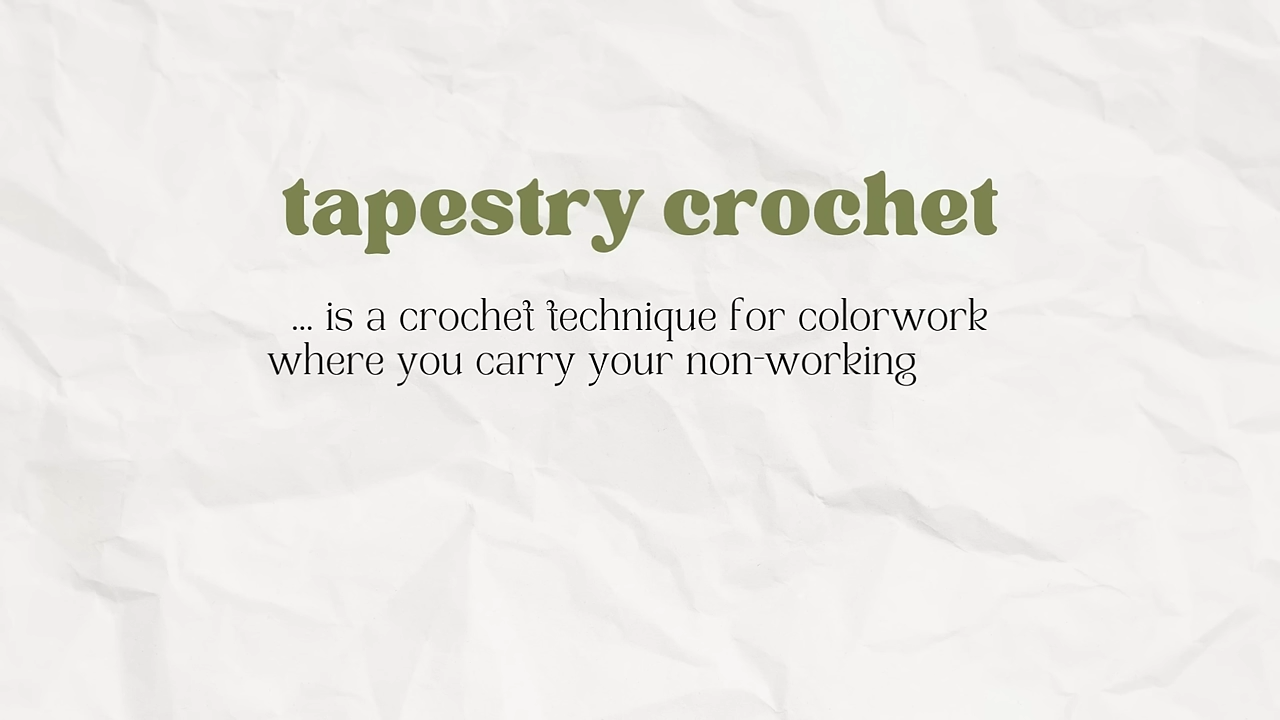 tapestry crochet
... is a crochet technique for colorwork
where you carry your non-working